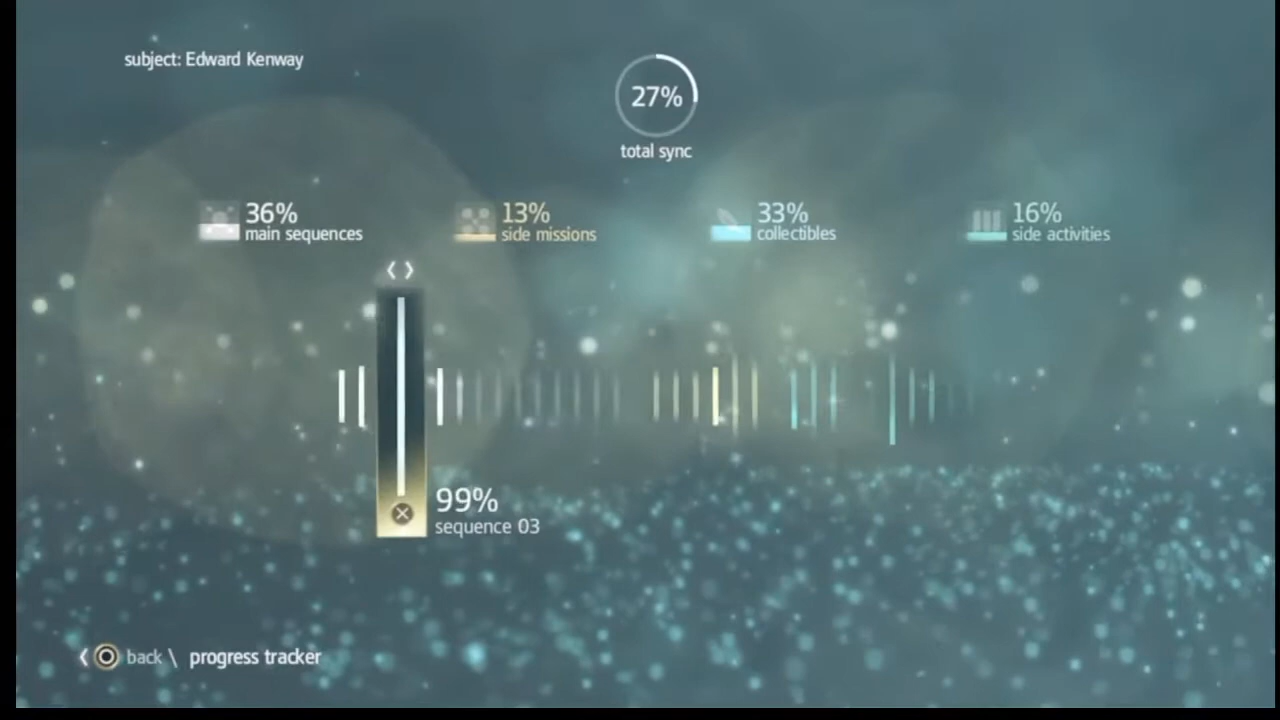 subject: Edward Kenway
27%
total sync
36%
main sequences
13%
side missions
33%
collectibles
16%
side activities
99%
sequence 03
back \ progress tracker